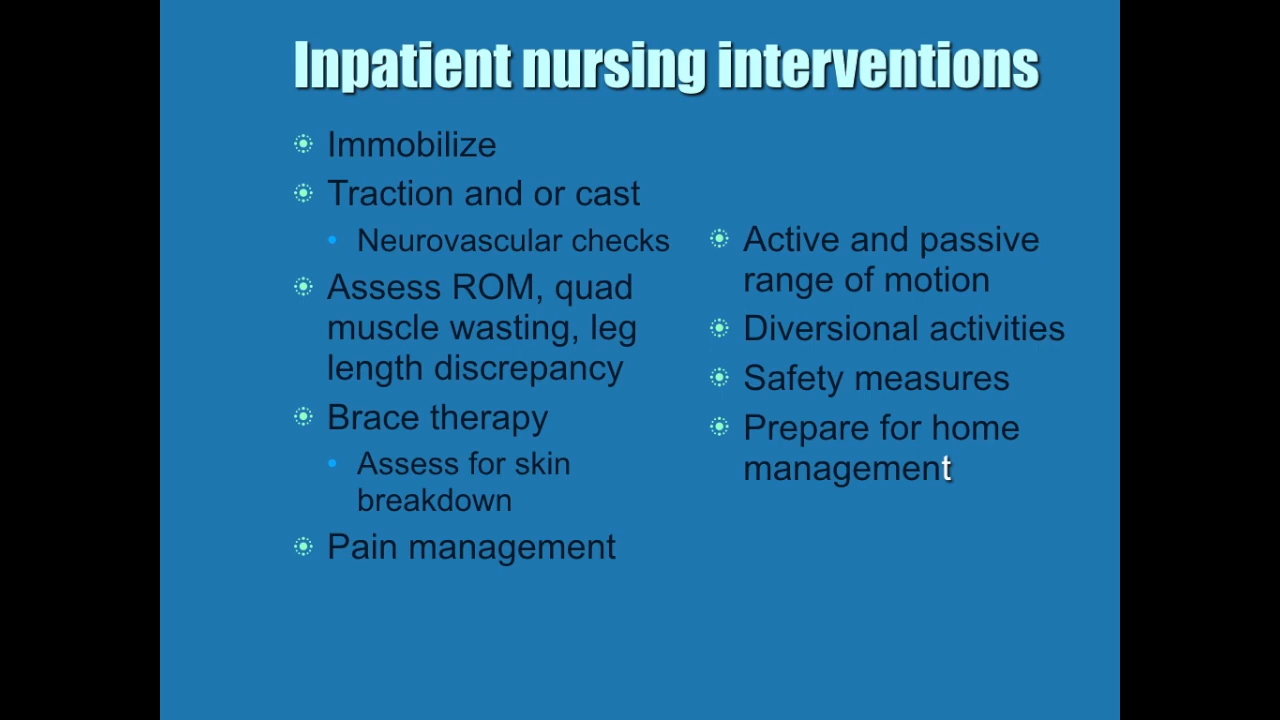 Inpatient nursing interventions
Immobilize
Traction and or cast
Neurovascular checks
Assess ROM, quad
muscle wasting, leg
length discrepancy
Brace therapy
Assess for skin
breakdown
Pain management
Active and passive
range of motion
Diversional activities
Safety measures
Prepare for home
management